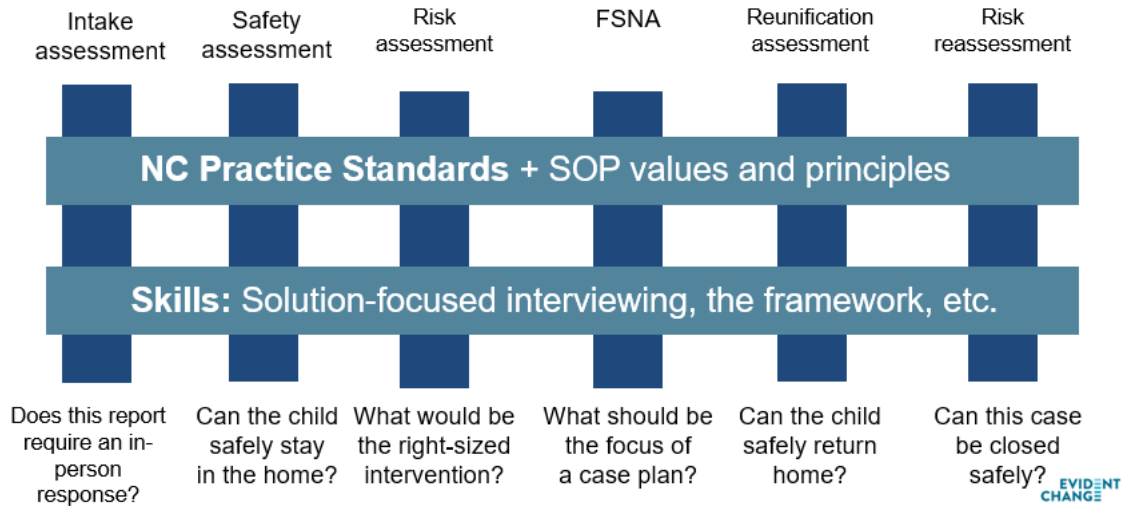 Intake
assessment
Safety
assessment
Risk
assessment
FSNA
Reunification
assessment
Risk
reassessment
NC Practice Standards + SOP values and principles
Skills: Solution-focused interviewing, the framework, etc.
Does this report
require an in-
person
response?
Can the child
safely stay
in the home?
What would be
the right-sized
intervention?
What should be
the focus of
a case plan?
Can the child
safely return
home?
Can this case
be closed
safely?
EVIDENT
CHANGE